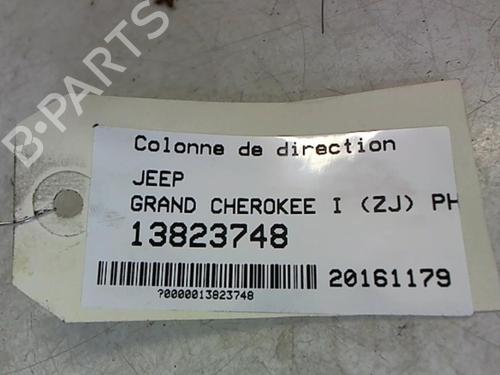 B-PARTS
Colonne de direction
JEEP
GRAND CHEROKEE I (ZJ) PH
13823748
20161179
?0000013823748